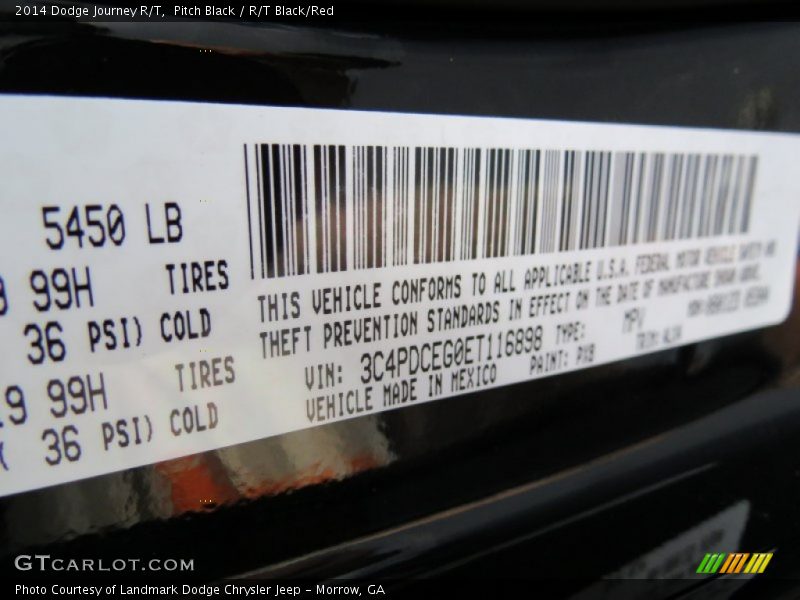 2014 Dodge Journey R/T, Pitch Black / R/T Black/Red
5450 LB
99H TIRES
36 PSI) COLD
99H TIRES
( 36 PSI) COLD
THIS VEHICLE CONFORMS TO ALL APPLICABLE U.S.A. FEDERAL MOTOR VEHICLE SAFETY AND
THEFT PREVENTION STANDARDS IN EFFECT ON THE DATE OF MANUFACTURE SHOWN ABOVE.
VIN: 3C4PDCEG0ET116898 TYPE: MPV
VEHICLE MADE IN MEXICO PAINT: TRIM:
GTCARLOT.COM
Photo Courtesy of Landmark Dodge Chrysler Jeep – Morrow, GA